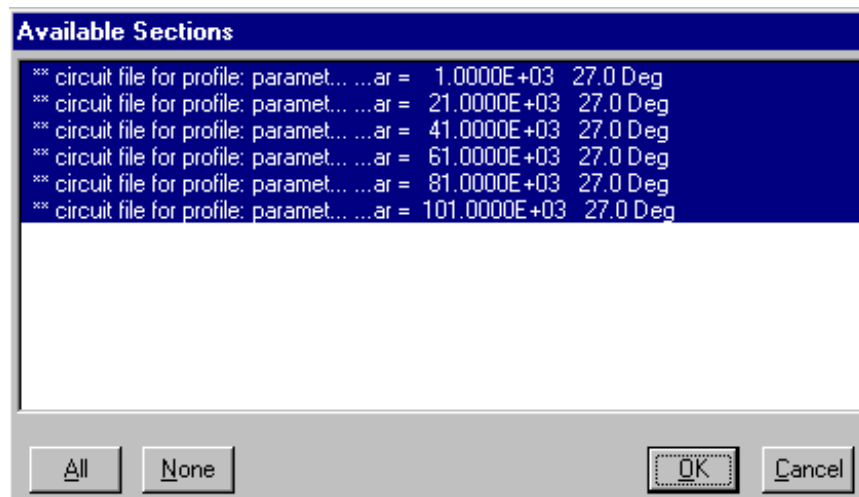 Available Sections
** circuit file for profile: paramet... ...ar = 1.0000E+03 27.0 Deg
** circuit file for profile: paramet... ...ar = 21.0000E+03 27.0 Deg
** circuit file for profile: paramet... ...ar = 41.0000E+03 27.0 Deg
** circuit file for profile: paramet... ...ar = 61.0000E+03 27.0 Deg
** circuit file for profile: paramet... ...ar = 81.0000E+03 27.0 Deg
** circuit file for profile: paramet... ...ar = 101.0000E+03 27.0 Deg
All None OK Cancel